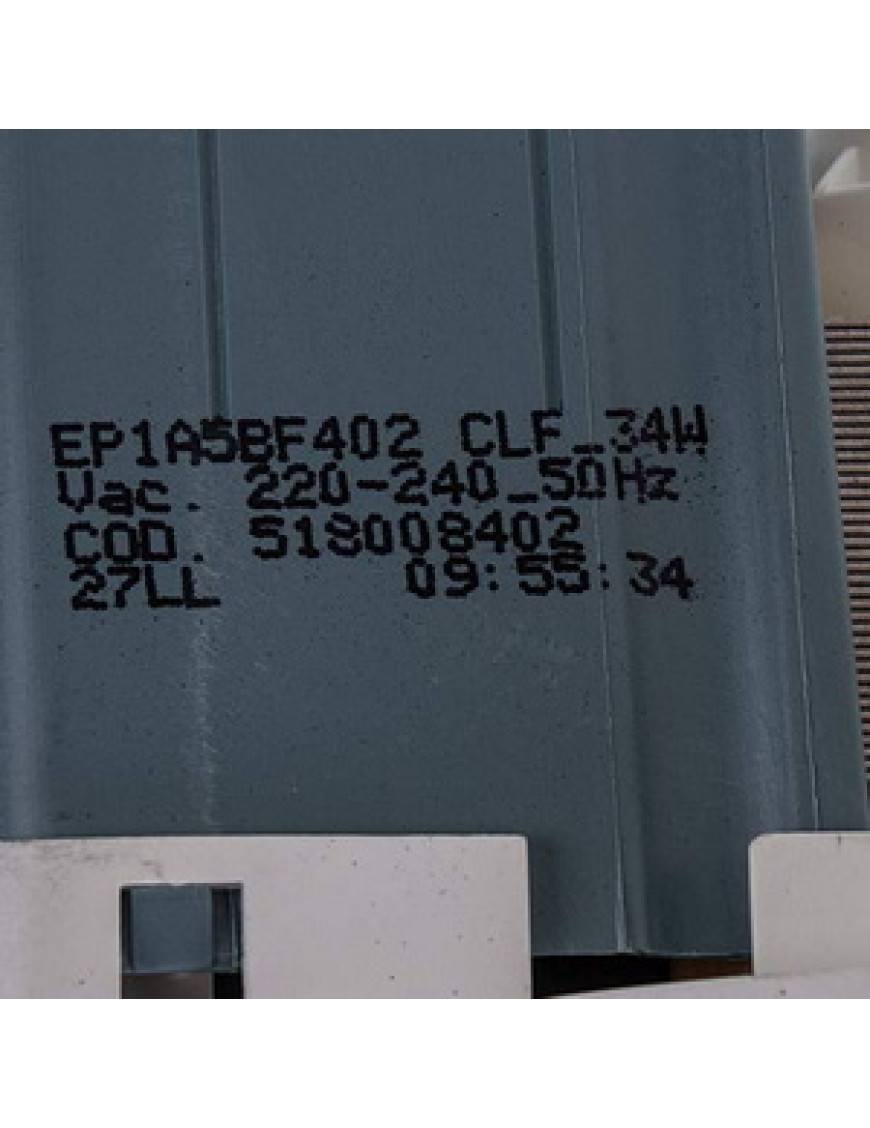 EP1A5BF402 CLF_34W
Vac. 220-240_50Hz
COD. 518008402
27LL 09:55:34